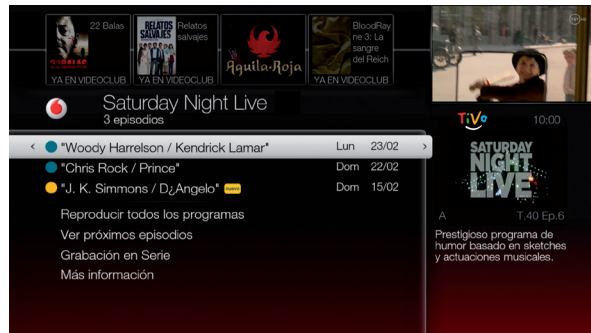 22 Balas
Relatos
salvajes
RELATOS
SALVAJES
Aguila Roja
BloodRay
ne 3: La
sangre
del Reich
YA EN VIDEOCLUB
YA EN VIDEOCLUB
YA EN VIDEOCLUB
Saturday Night Live
3 episodios
"Woody Harrelson / Kendrick Lamar" Lun 23/02
"Chris Rock / Prince" Dom 22/02
"J. K. Simmons / D¿Angelo" nuevo Dom 15/02
Reproducir todos los programas
Ver próximos episodios
Grabación en Serie
Más información
TiVo 10:00
SATURDAY
NIGHT
LIVE
A T.40 Ep.6
Prestigioso programa de
humor basado en sketches
y actuaciones musicales.